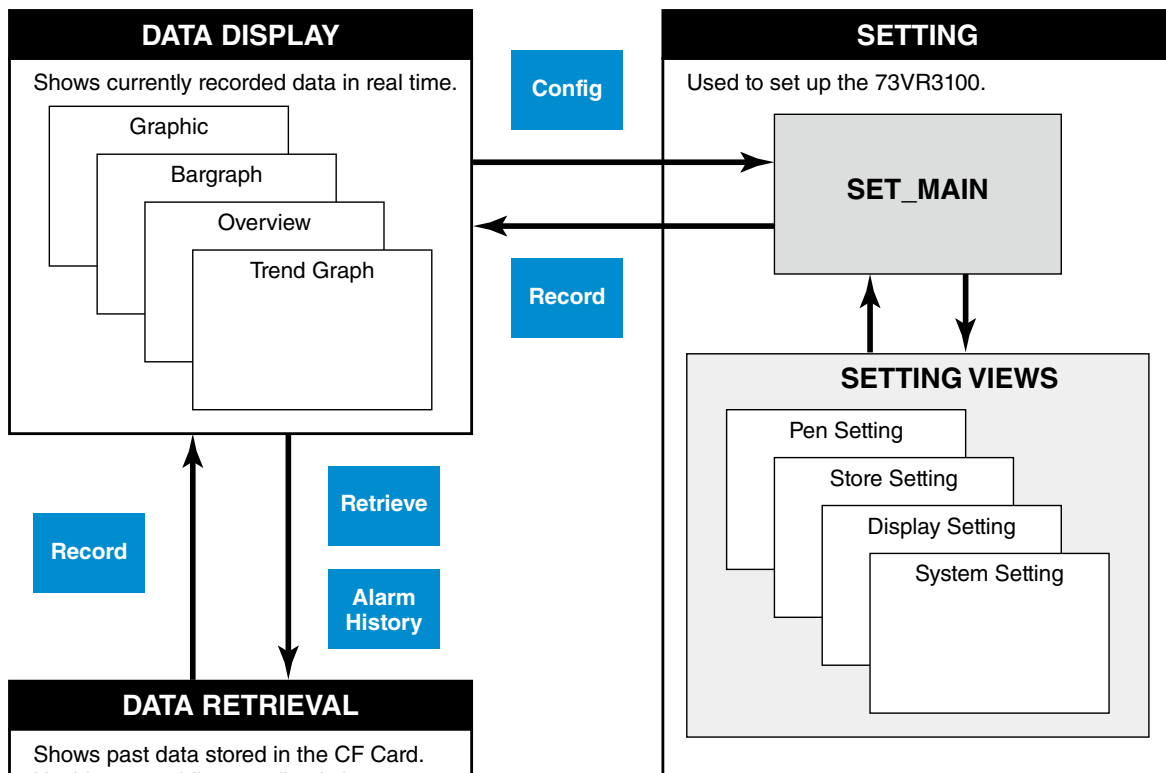 DATA DISPLAY
Shows currently recorded data in real time.
Graphic
Bargraph
Overview
Trend Graph
Config
Record
SETTING
Used to set up the 73VR3100.
SET_MAIN
SETTING VIEWS
Pen Setting
Store Setting
Display Setting
System Setting
Record
Retrieve
Alarm
History
DATA RETRIEVAL
Shows past data stored in the CF Card.